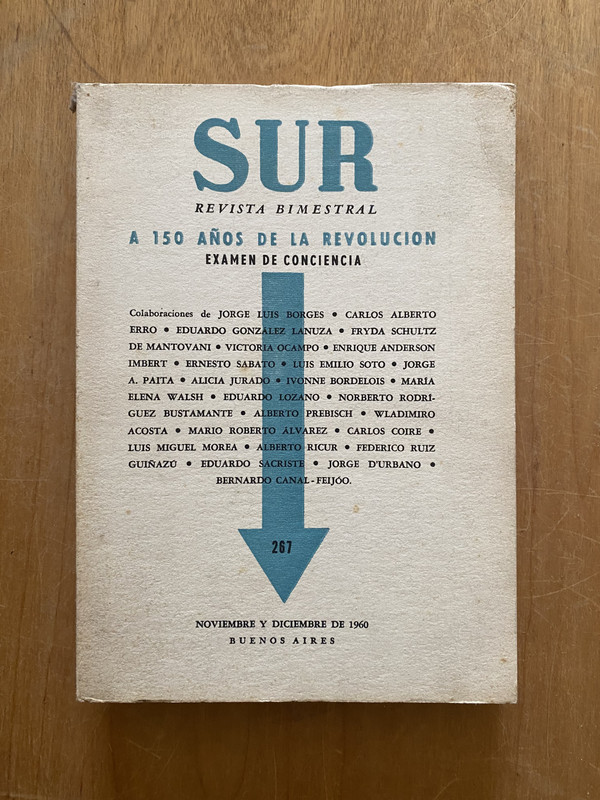 SUR
REVISTA BIMESTRAL
A 150 AÑOS DE LA REVOLUCION
EXAMEN DE CONCIENCIA
Colaboraciones de JORGE LUIS BORGES • CARLOS ALBERTO
ERRO • EDUARDO GONZÁLEZ LANUZA • FRYDA SCHULTZ
DE MANTOVANI • VICTORIA OCAMPO • ENRIQUE ANDERSON
IMBERT • ERNESTO SABATO • LUIS EMILIO SOTO • JORGE
A. PAITA • ALICIA JURADO • IVONNE BORDELOIS • MARÍA
ELENA WALSH • EDUARDO LOZANO • NORBERTO RODRÍ-
GUEZ BUSTAMANTE • ALBERTO PREBISCH • WLADIMIRO
ACOSTA • MARIO ROBERTO ÁLVAREZ • CARLOS COIRE •
LUIS MIGUEL MOREA • ALBERTO RICUR • FEDERICO RUIZ
GUIÑAZÚ • EDUARDO SACRISTE • JORGE D'URBANO •
BERNARDO CANAL-FEIJÓO.
267
NOVIEMBRE Y DICIEMBRE DE 1960
BUENOS AIRES